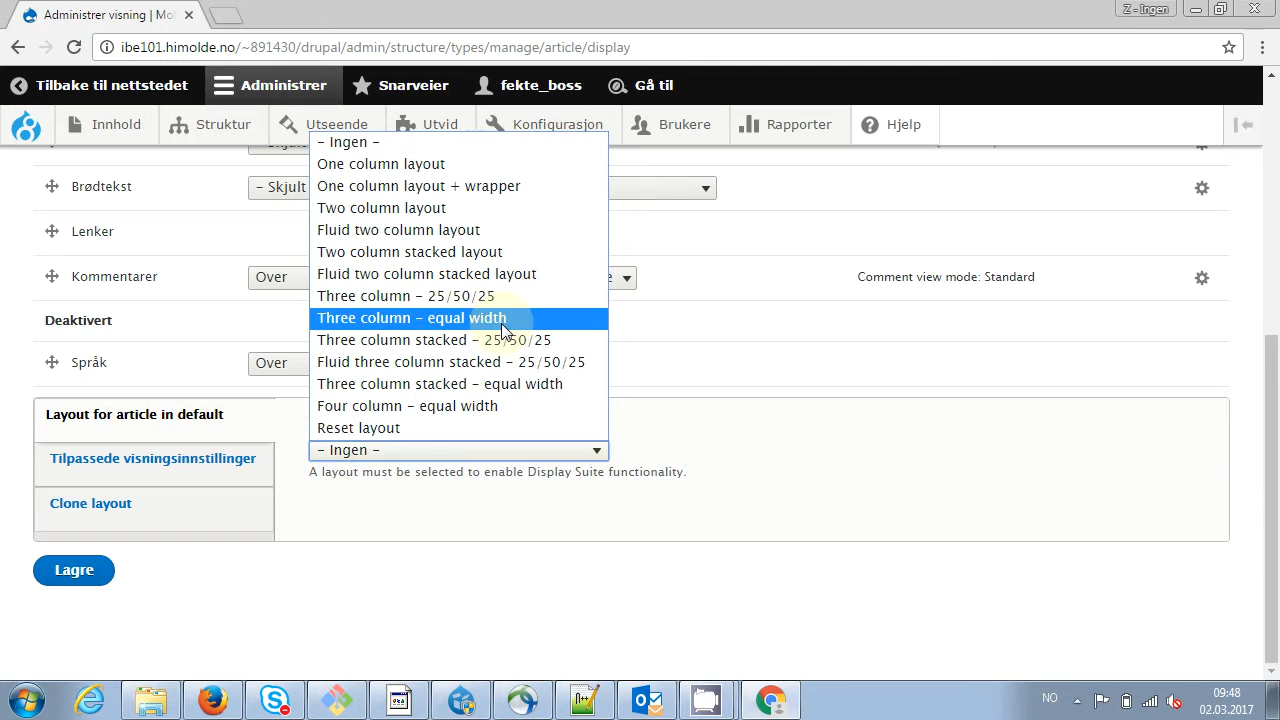 Administrer visning | Mo
Z - Ingen
ibe101.himolde.no/~891430/drupal/admin/structure/types/manage/article/display
Tilbake til nettstedet
Administrer
Snarveier
fekte_boss
Gå til
Innhold
Struktur
Utseende
Utvid
Konfigurasjon
Brukere
Rapporter
Hjelp
Brødtekst
- Skjult
Lenker
Kommentarer
Over
Comment view mode: Standard
Deaktivert
Språk
Over
- Ingen -
One column layout
One column layout + wrapper
Two column layout
Fluid two column layout
Two column stacked layout
Fluid two column stacked layout
Three column - 25/50/25
Three column - equal width
Three column stacked - 25/50/25
Fluid three column stacked - 25/50/25
Three column stacked - equal width
Four column - equal width
Reset layout
- Ingen -
A layout must be selected to enable Display Suite functionality.
Layout for article in default
Tilpassede visningsinnstillinger
Clone layout
Lagre
NO
09:48
02.03.2017